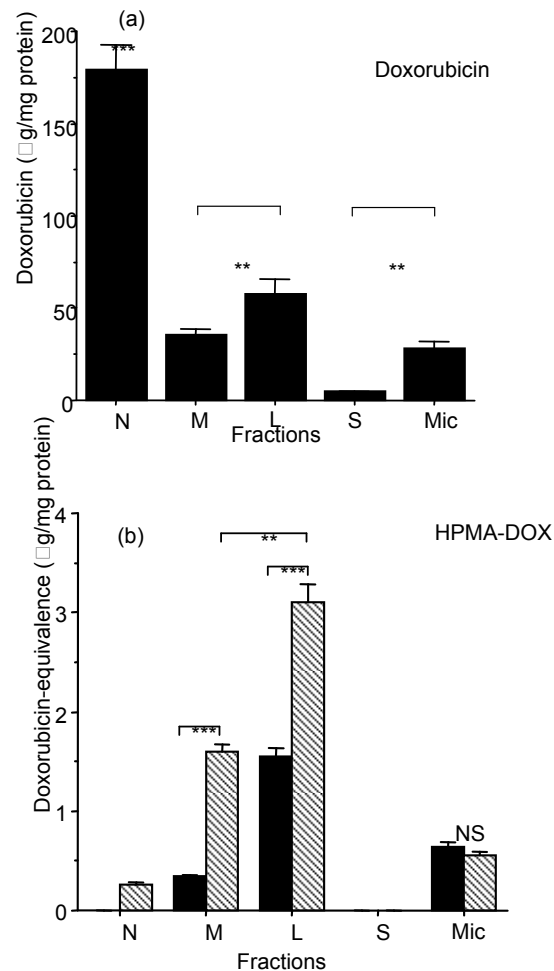 (a)
Doxorubicin
Doxorubicin (□g/mg protein)
200
150
100
50
0
***
**
**
N M L S Mic
Fractions
(b)
HPMA-DOX
Doxorubicin-equivalence (□g/mg protein)
4
3
2
1
0
**
***
***
NS
N M L S Mic
Fractions